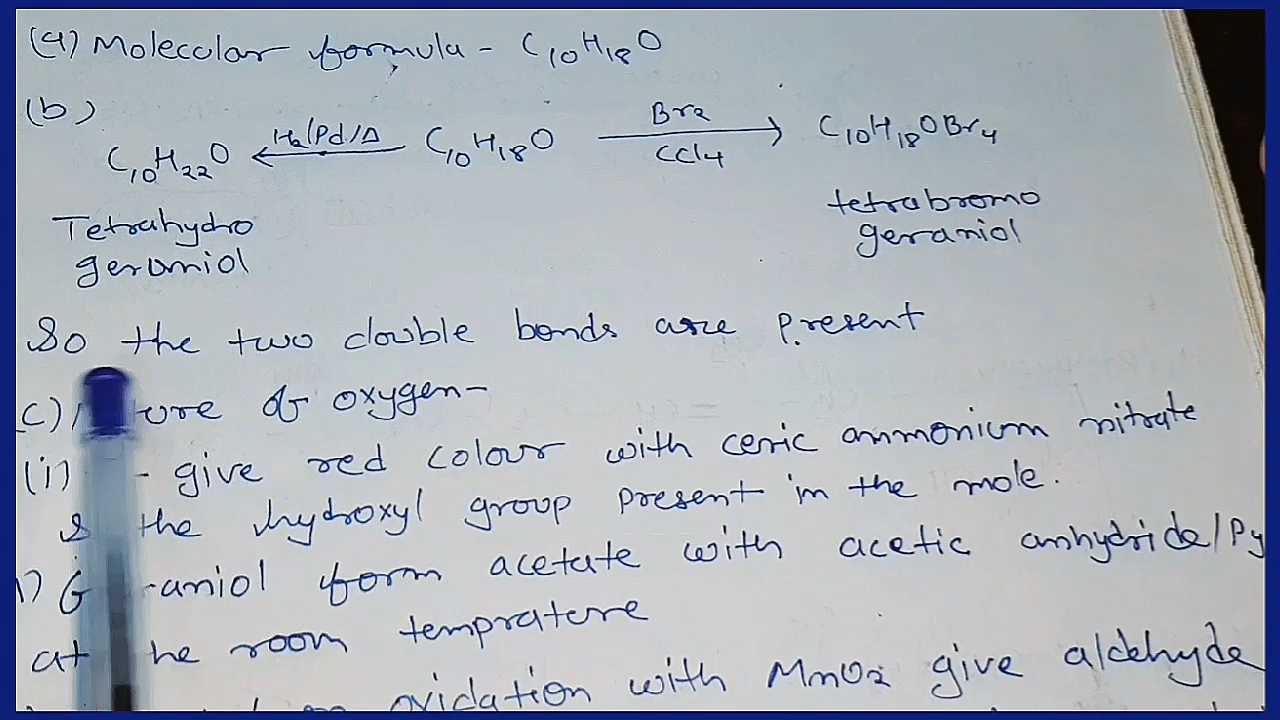 (a) Molecular formula - C10H18O
(b)
C10H22O ← H2/Pd/Δ C10H18O Br2 / CCl4 → C10H18OBr4
Tetrahydro geraniol
tetrabromo geraniol
So the two double bonds are present
(c) ture of oxygen-
(i) - give red colour with ceric ammonium nitrate
the hydroxyl group present in the mole.
G raniol form acetate with acetic anhydride/Py
at he room temprature
oxidation with MnO2 give aldehyde